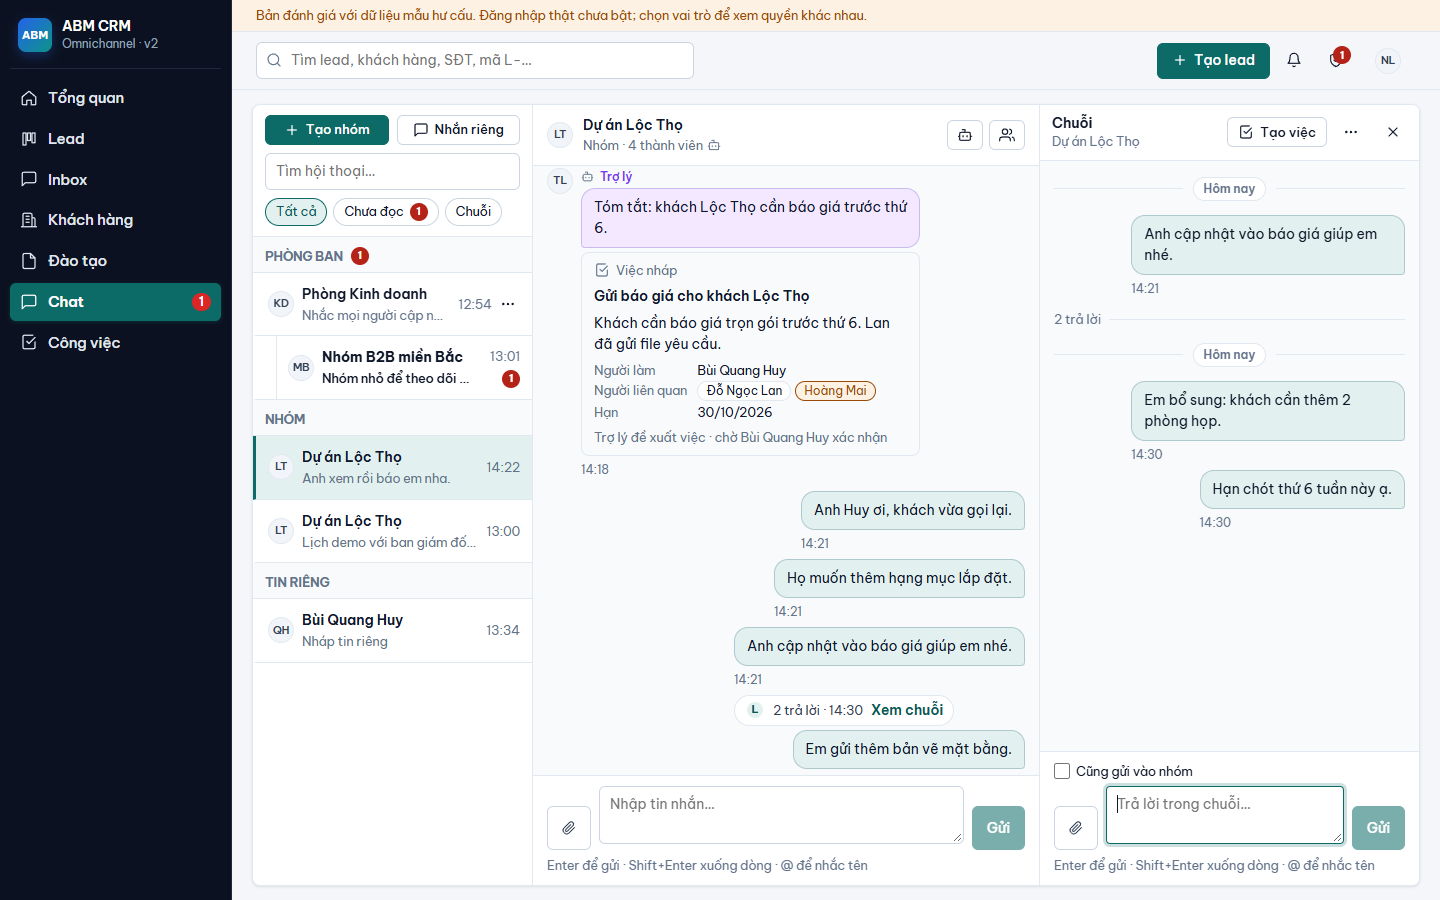 ABM
ABM CRM
Omnichannel · v2
Tổng quan
Lead
Inbox
Khách hàng
Đào tạo
Chat
1
Công việc
Bản đánh giá với dữ liệu mẫu hư cấu. Đăng nhập thật chưa bật; chọn vai trò để xem quyền khác nhau.
Tìm lead, khách hàng, SĐT, mã L-...
Tạo lead
1
NL
Tạo nhóm
Nhắn riêng
Tìm hội thoại...
Tất cả
Chưa đọc 1
Chuỗi
PHÒNG BAN 1
KD
Phòng Kinh doanh
Nhắc mọi người cập n...
12:54
MB
Nhóm B2B miền Bắc
Nhóm nhỏ để theo dõi ...
13:01
1
NHÓM
LT
Dự án Lộc Thọ
Anh xem rồi báo em nha.
14:22
LT
Dự án Lộc Thọ
Lịch demo với ban giám đố...
13:00
TIN RIÊNG
QH
Bùi Quang Huy
Nháp tin riêng
13:34
LT
Dự án Lộc Thọ
Nhóm · 4 thành viên
TL
Trợ lý
Tóm tắt: khách Lộc Thọ cần báo giá trước thứ
6.
Việc nháp
Gửi báo giá cho khách Lộc Thọ
Khách cần báo giá trọn gói trước thứ 6. Lan
đã gửi file yêu cầu.
Người làm Bùi Quang Huy
Người liên quan Đỗ Ngọc Lan Hoàng Mai
Hạn 30/10/2026
Trợ lý đề xuất việc · chờ Bùi Quang Huy xác nhận
14:18
Anh Huy ơi, khách vừa gọi lại.
14:21
Họ muốn thêm hạng mục lắp đặt.
14:21
Anh cập nhật vào báo giá giúp em nhé.
14:21
L 2 trả lời · 14:30 Xem chuỗi
Em gửi thêm bản vẽ mặt bằng.
Nhập tin nhắn...
Gửi
Enter để gửi · Shift+Enter xuống dòng · @ để nhắc tên
Chuỗi
Dự án Lộc Thọ
Tạo việc
Hôm nay
Anh cập nhật vào báo giá giúp em
nhé.
14:21
2 trả lời
Hôm nay
Em bổ sung: khách cần thêm 2
phòng họp.
14:30
Hạn chót thứ 6 tuần này ạ.
14:30
Cũng gửi vào nhóm
Trả lời trong chuỗi...
Gửi
Enter để gửi · Shift+Enter xuống dòng · @ để nhắc tên